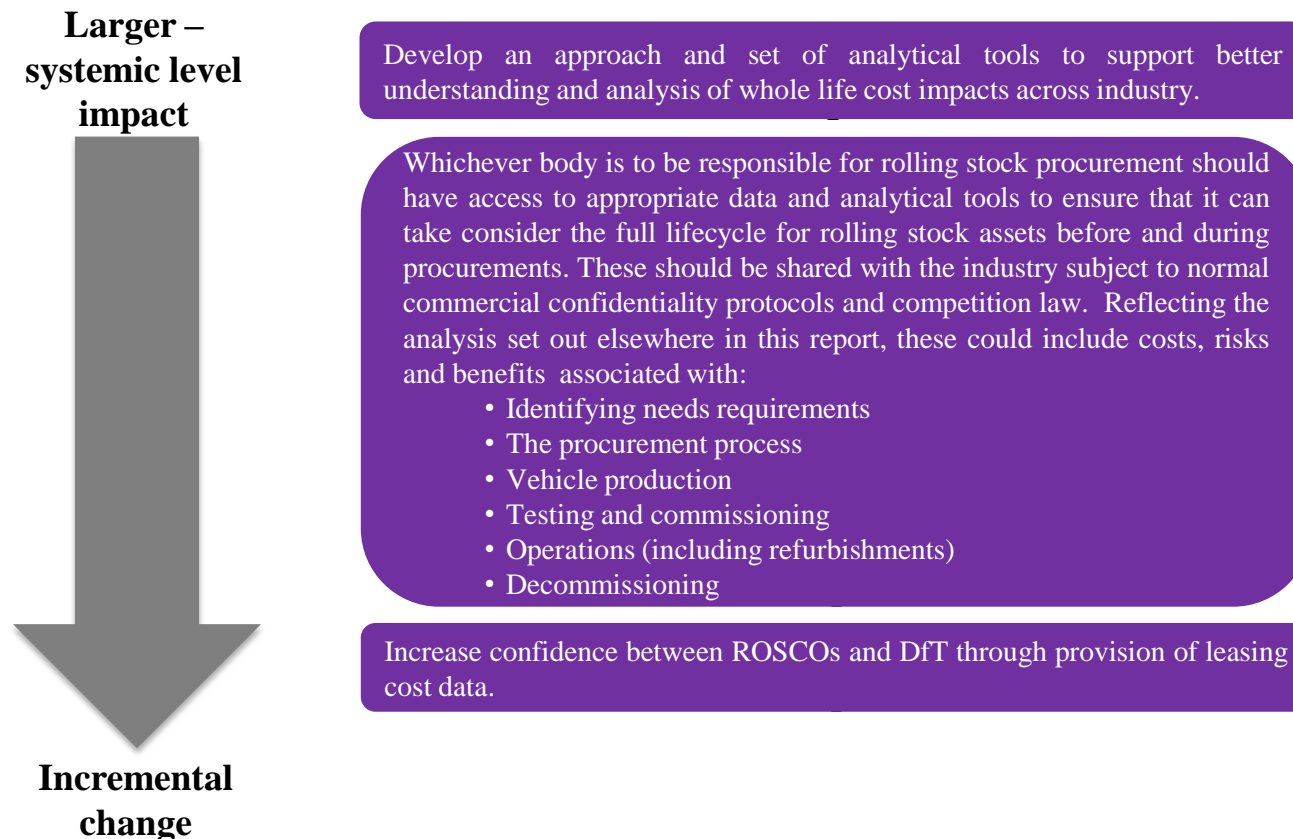 Larger –
systemic level
impact
Develop an approach and set of analytical tools to support better
understanding and analysis of whole life cost impacts across industry.
Whichever body is to be responsible for rolling stock procurement should
have access to appropriate data and analytical tools to ensure that it can
take consider the full lifecycle for rolling stock assets before and during
procurements. These should be shared with the industry subject to normal
commercial confidentiality protocols and competition law.  Reflecting the
analysis set out elsewhere in this report, these could include costs, risks
and benefits  associated with:
• Identifying needs requirements
• The procurement process
• Vehicle production
• Testing and commissioning
• Operations (including refurbishments)
• Decommissioning
Increase confidence between ROSCOs and DfT through provision of leasing
cost data.
Incremental
change